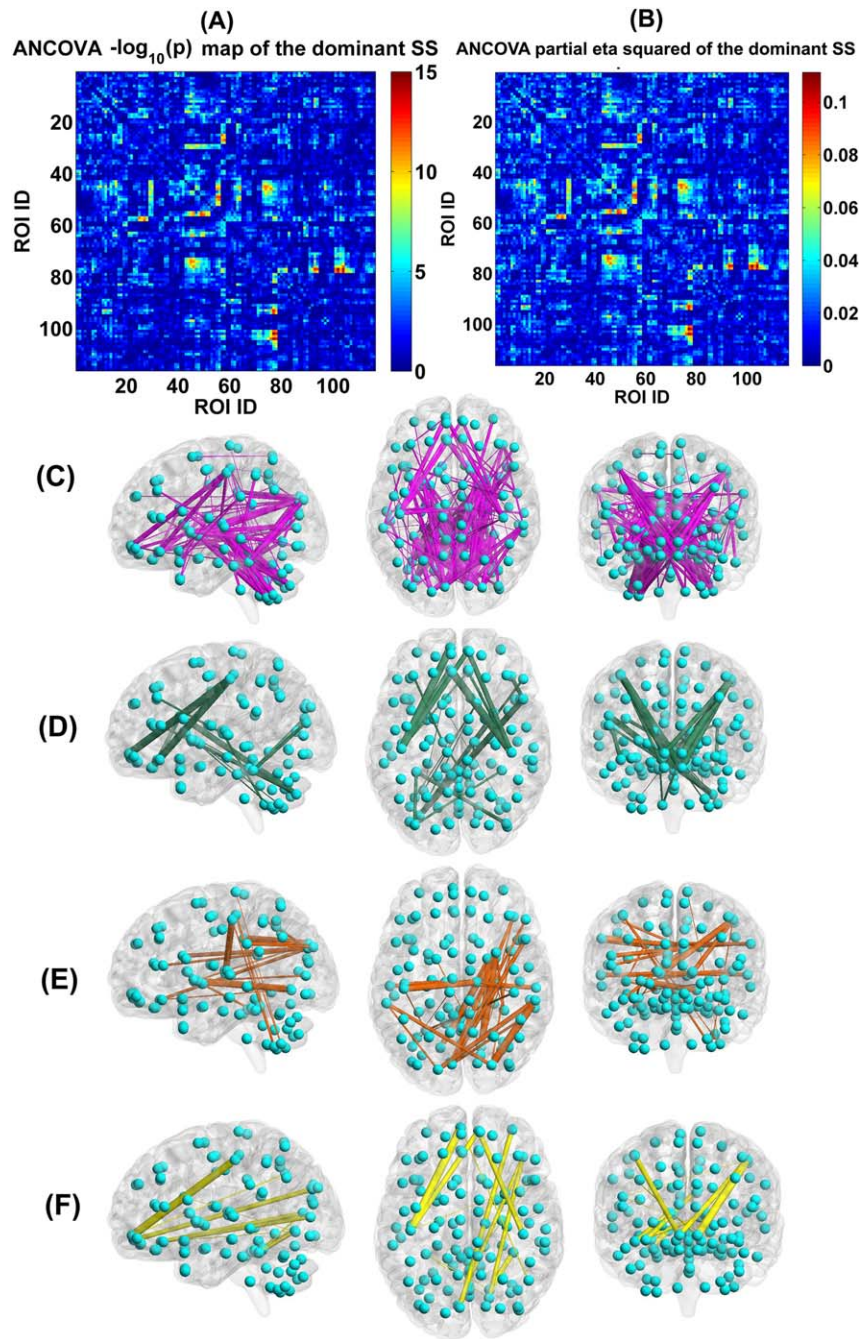 (A)
(B)
ANCOVA -log10(p) map of the dominant SS
ANCOVA partial eta squared of the dominant SS
ROI ID
20
40
60
80
100
20 40 60 80 100
ROI ID
15
10
5
0
ROI ID
20
40
60
80
100
20 40 60 80 100
ROI ID
0.1
0.08
0.06
0.04
0.02
0
(C)
(D)
(E)
(F)